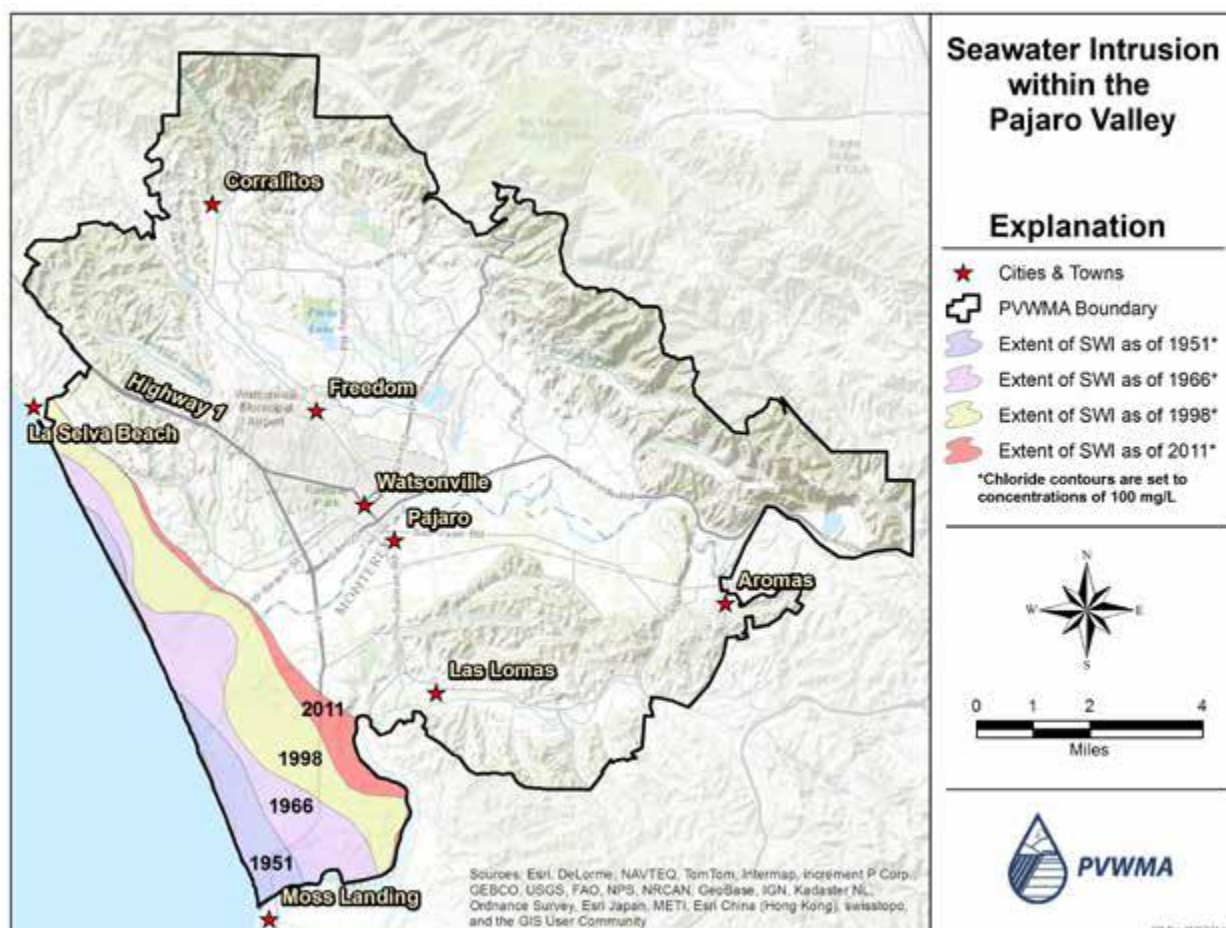 Corralitos
Highway 1
Freedom
Watsonville
Municipal
Airport
La Selva Beach
Watsonville
Pajaro
Aromas
Las Lomas
2011
1998
1966
1951
Moss Landing
Sources: Esri, DeLorme, NAVTEQ, TomTom, Intermap, increment P Corp.,
GEBCO, USGS, FAO, NPS, NRCAN, GeoBase, IGN, Kadaster NL,
Ordnance Survey, Esri Japan, METI, Esri China (Hong Kong), swisstopo,
and the GIS User Community
Seawater Intrusion
within the
Pajaro Valley
Explanation
Cities & Towns
PVWMA Boundary
Extent of SWI as of 1951*
Extent of SWI as of 1966*
Extent of SWI as of 1998*
Extent of SWI as of 2011*
*Chloride contours are set to
concentrations of 100 mg/L
N
W E
S
0 1 2 4
Miles
PVWMA